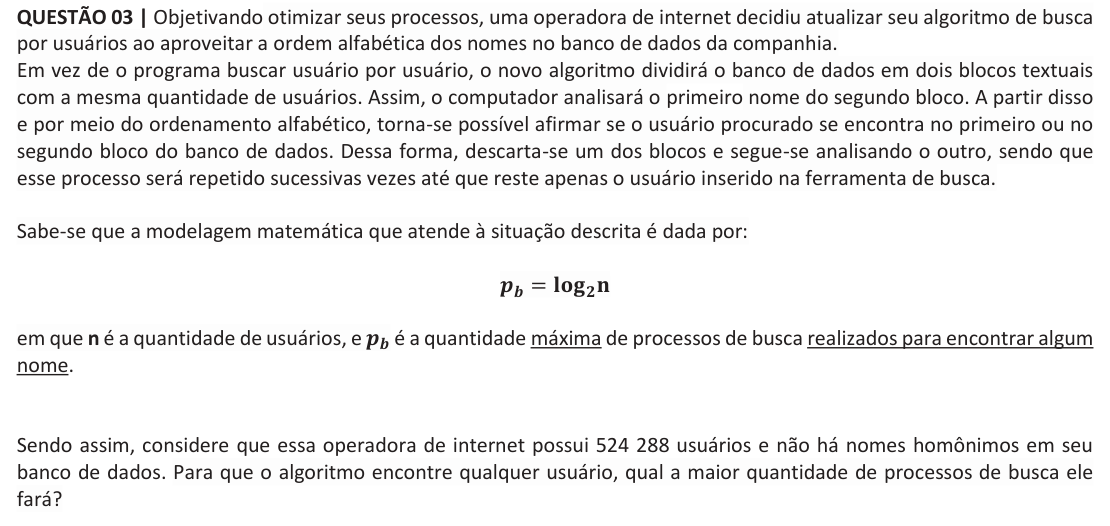 QUESTÃO 03 | Objetivando otimizar seus processos, uma operadora de internet decidiu atualizar seu algoritmo de busca
por usuários ao aproveitar a ordem alfabética dos nomes no banco de dados da companhia.
Em vez de o programa buscar usuário por usuário, o novo algoritmo dividirá o banco de dados em dois blocos textuais
com a mesma quantidade de usuários. Assim, o computador analisará o primeiro nome do segundo bloco. A partir disso
e por meio do ordenamento alfabético, torna-se possível afirmar se o usuário procurado se encontra no primeiro ou no
segundo bloco do banco de dados. Dessa forma, descarta-se um dos blocos e segue-se analisando o outro, sendo que
esse processo será repetido sucessivas vezes até que reste apenas o usuário inserido na ferramenta de busca.
Sabe-se que a modelagem matemática que atende à situação descrita é dada por:
p_b = log₂n
em que n é a quantidade de usuários, e p_b é a quantidade máxima de processos de busca realizados para encontrar algum
nome.
Sendo assim, considere que essa operadora de internet possui 524 288 usuários e não há nomes homônimos em seu
banco de dados. Para que o algoritmo encontre qualquer usuário, qual a maior quantidade de processos de busca ele
fará?